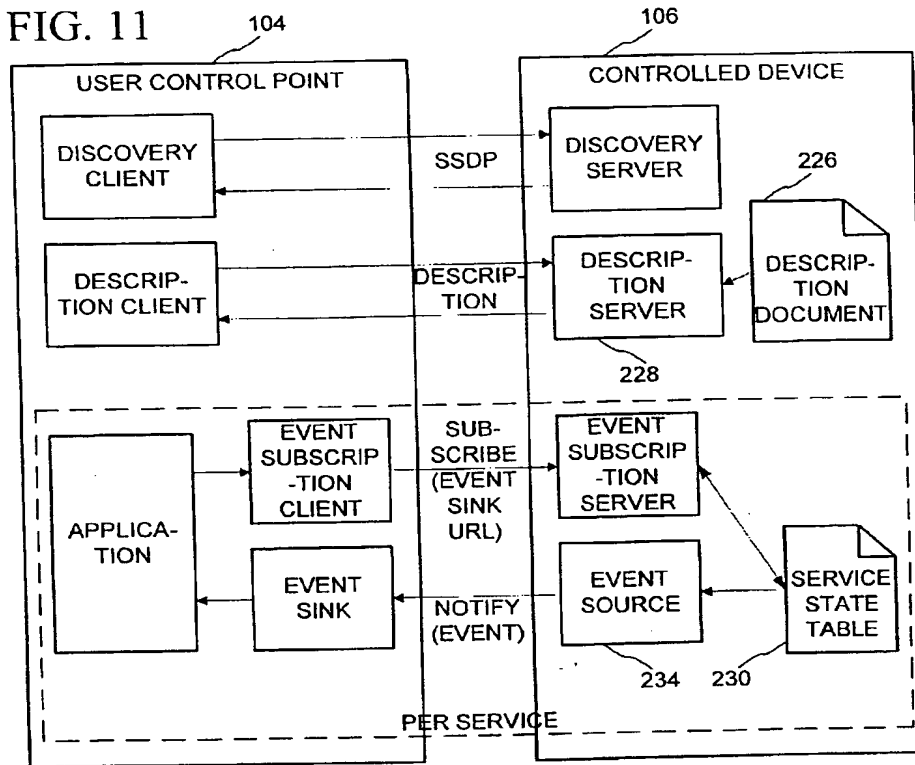 FIG. 11
104
106
USER CONTROL POINT
CONTROLLED DEVICE
DISCOVERY
CLIENT
SSDP
DISCOVERY
SERVER
226
DESCRIP-
TION CLIENT
DESCRIP-
TION
DESCRIP-
TION
SERVER
DESCRIP-
TION
DOCUMENT
228
APPLICA-
TION
EVENT
SUBSCRIP
-TION
CLIENT
SUB-
SCRIBE
(EVENT
SINK
URL)
EVENT
SUBSCRIP
-TION
SERVER
EVENT
SINK
NOTIFY
(EVENT)
EVENT
SOURCE
SERVICE
STATE
TABLE
234
230
PER SERVICE